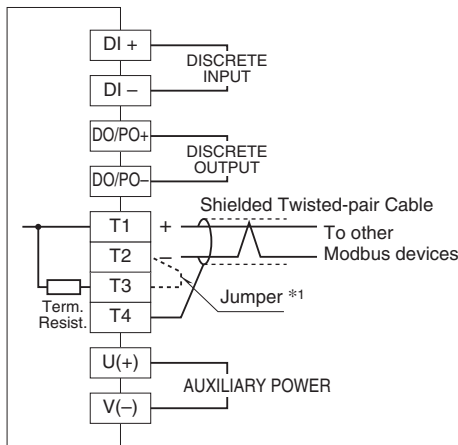 DI +
DISCRETE
INPUT
DI –
DO/PO+
DISCRETE
OUTPUT
DO/PO–
Shielded Twisted-pair Cable
T1
+
To other
Modbus devices
T2
–
T3
Term.
Resist.
Jumper *1
T4
U(+)
AUXILIARY POWER
V(–)